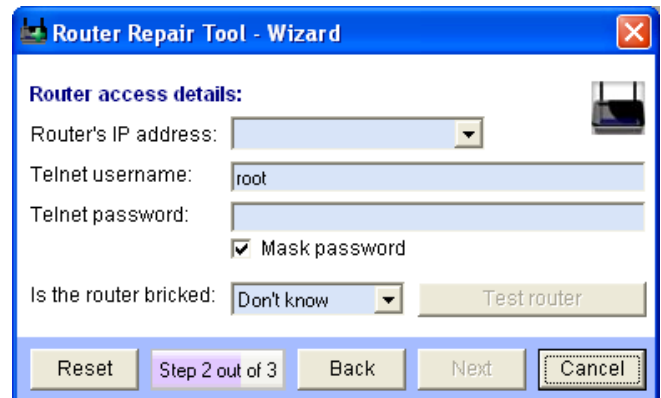 Router Repair Tool - Wizard
Router access details:
Router's IP address:
Telnet username: root
Telnet password:
Mask password
Is the router bricked: Don't know Test router
Reset Step 2 out of 3 Back Next Cancel